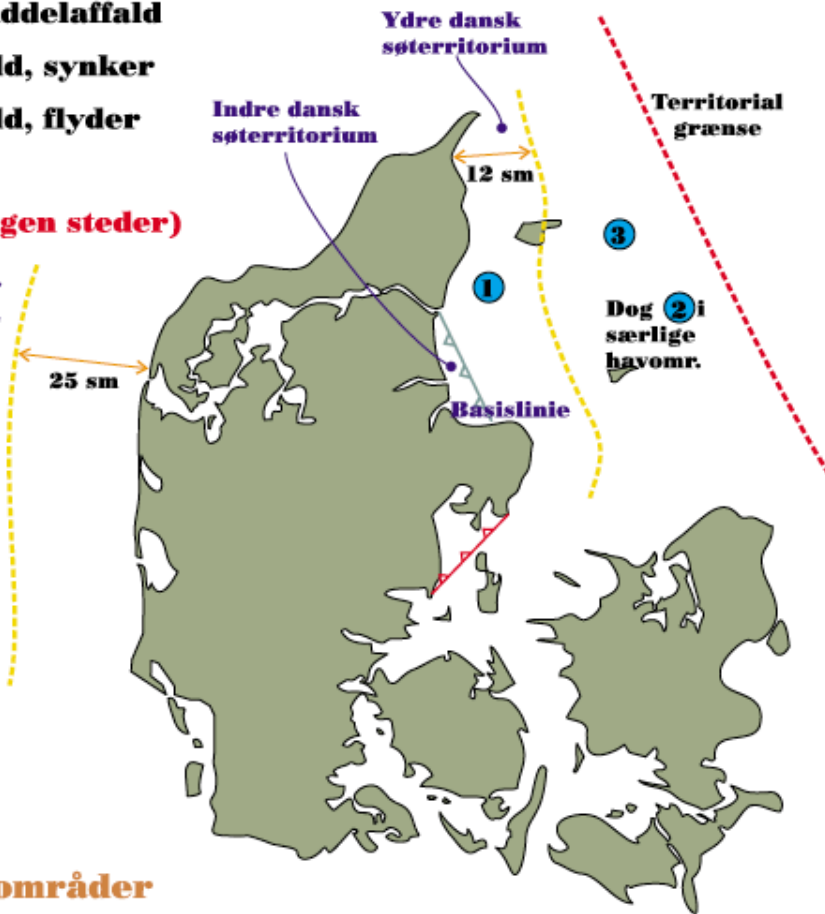 ddelaffald
ld, synker
ld, flyder
gen steder)
Ydre dansk
søterritorium
Indre dansk
søterritorium
Territorial
grænse
12 sm
3
1
Dog 2 i
særlige
havomr.
25 sm
Basislinie
områder